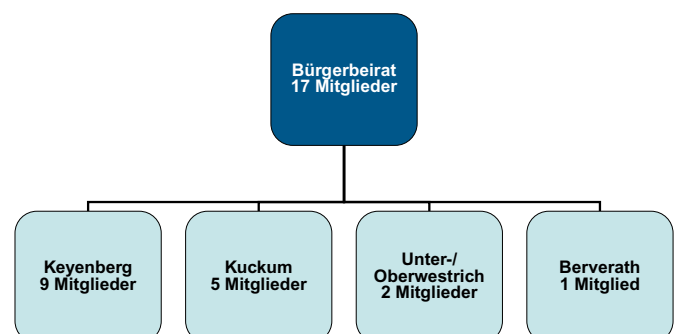 Bürgerbeirat
17 Mitglieder
Keyenberg
9 Mitglieder
Kuckum
5 Mitglieder
Unter-/
Oberwestrich
2 Mitglieder
Berverath
1 Mitglied